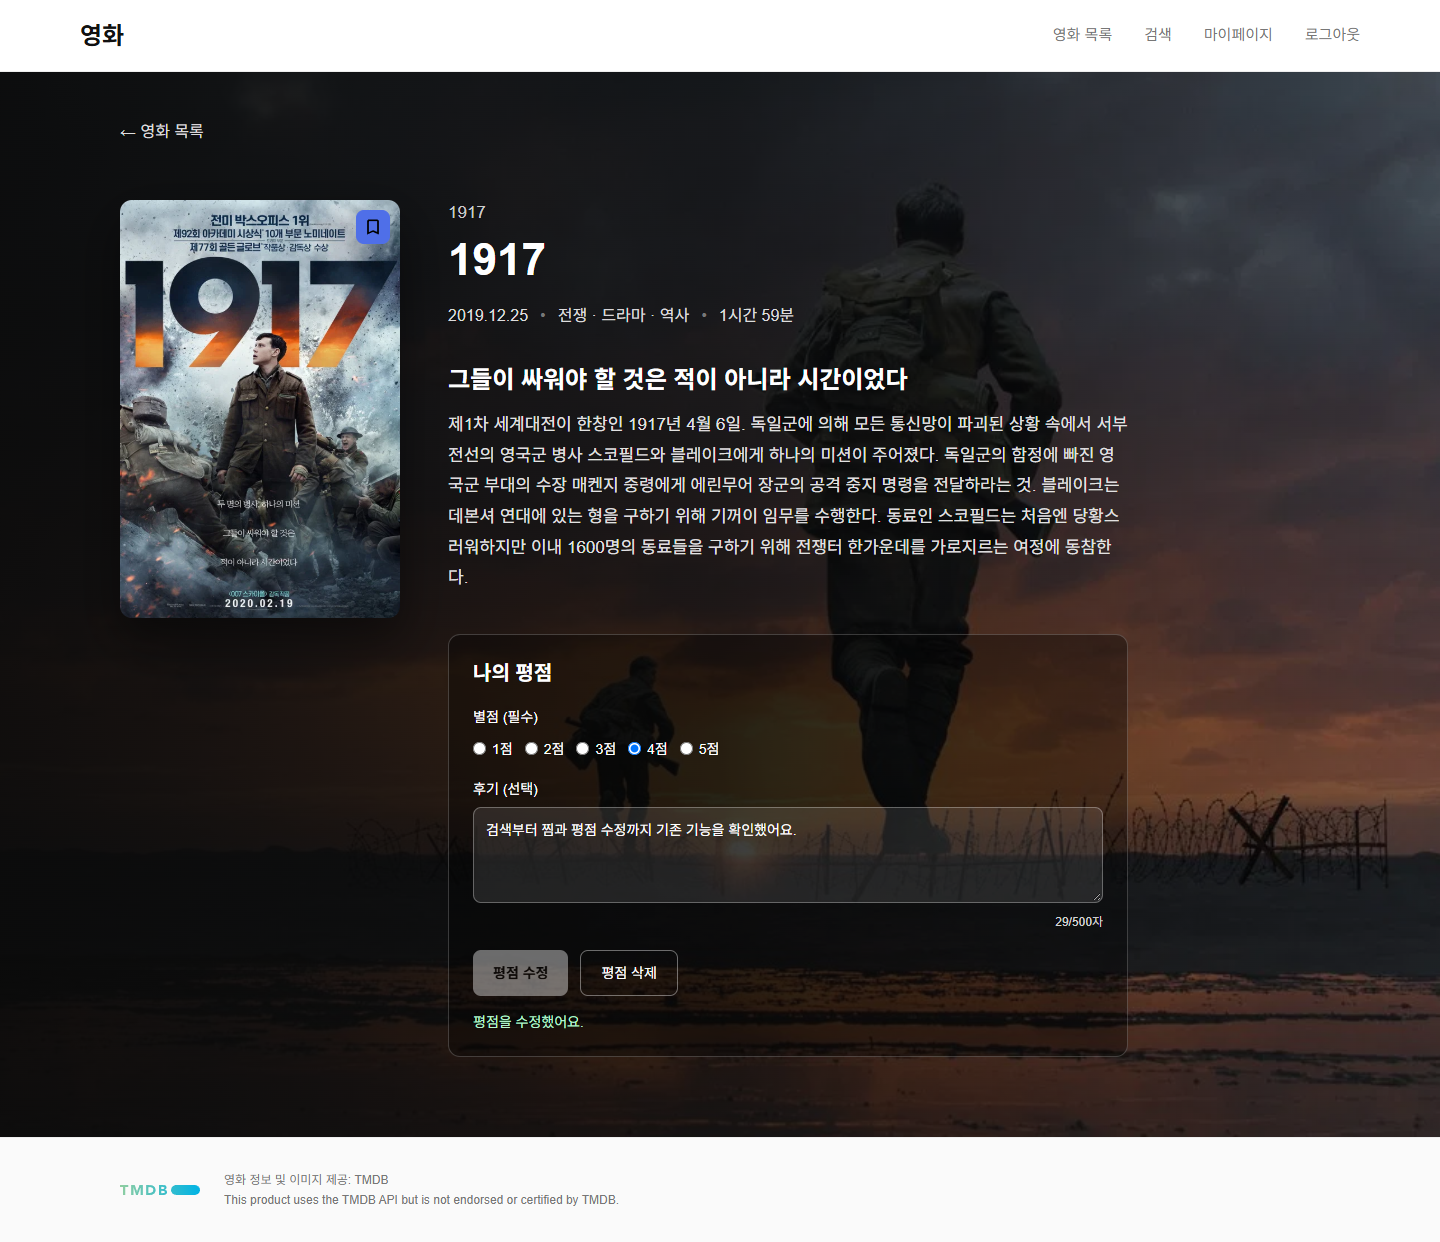 영화
영화 목록
검색
마이페이지
로그아웃
← 영화 목록
전미 박스오피스 1위
제92회 아카데미 시상식 10개 부문 노미네이트
제77회 골든글로브 작품상·감독상 수상
1917
두 명의 병사, 하나의 미션
그들이 싸워야 할 것은
적이 아니라 시간이었다
<007 스카이폴> 감독 작품
2020.02.19
1917
1917
2019.12.25 • 전쟁 · 드라마 · 역사 • 1시간 59분
그들이 싸워야 할 것은 적이 아니라 시간이었다
제1차 세계대전이 한창인 1917년 4월 6일. 독일군에 의해 모든 통신망이 파괴된 상황 속에서 서부
전선의 영국군 병사 스코필드와 블레이크에게 하나의 미션이 주어졌다. 독일군의 함정에 빠진 영
국군 부대의 수장 매켄지 중령에게 에린무어 장군의 공격 중지 명령을 전달하라는 것. 블레이크는
데본셔 연대에 있는 형을 구하기 위해 기꺼이 임무를 수행한다. 동료인 스코필드는 처음엔 당황스
러워하지만 이내 1600명의 동료들을 구하기 위해 전쟁터 한가운데를 가로지르는 여정에 동참한
다.
나의 평점
별점 (필수)
1점 2점 3점 4점 5점
후기 (선택)
검색부터 찜과 평점 수정까지 기존 기능을 확인했어요.
29/500자
평점 수정
평점 삭제
평점을 수정했어요.
TMDB
영화 정보 및 이미지 제공: TMDB
This product uses the TMDB API but is not endorsed or certified by TMDB.